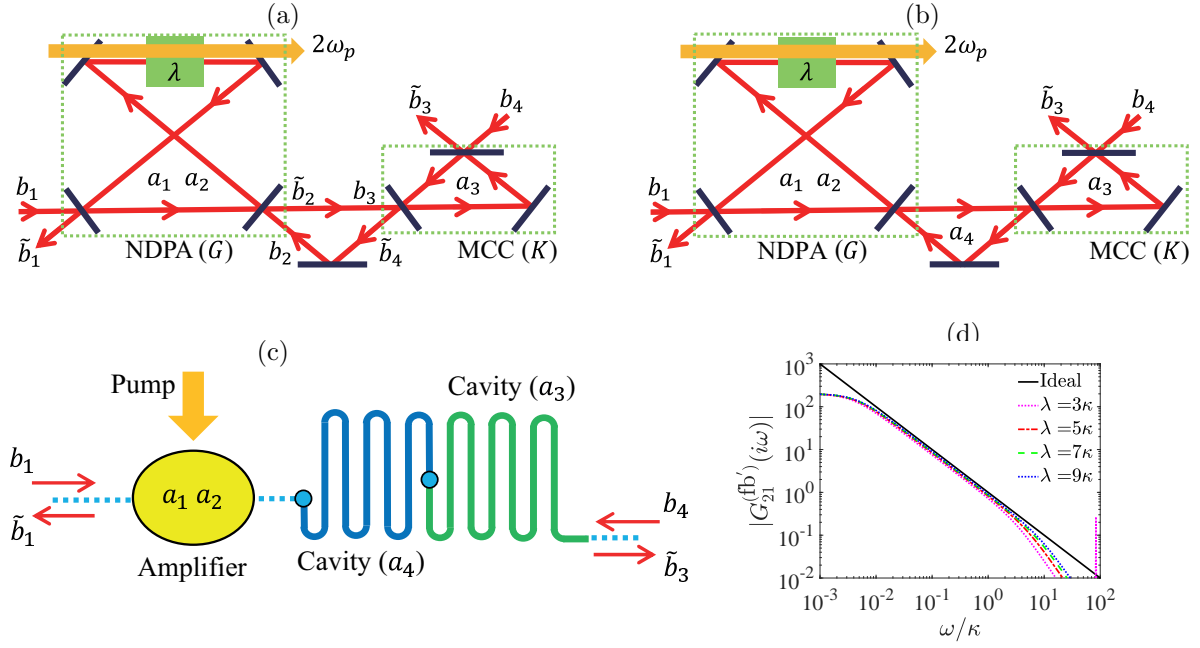 (a)
2ω_p
λ
b̃_3
b_4
b_1
a_1 a_2
b̃_2
b_3
a_3
b̃_1
NDPA (G)
b_2
b̃_4
MCC (K)
(b)
2ω_p
λ
b̃_3
b_4
b_1
a_1 a_2
a_3
b̃_1
NDPA (G)
a_4
MCC (K)
(c)
Pump
Cavity (a_3)
b_1
a_1 a_2
b_4
b̃_1
b̃_3
Amplifier
Cavity (a_4)
(d)
|G_21^(fb′)(iω)|
10^3
10^2
10^1
10^0
10^-1
10^-2
Ideal
λ =3κ
λ =5κ
λ =7κ
λ =9κ
10^-3 10^-2 10^-1 10^0 10^1 10^2
ω/κ